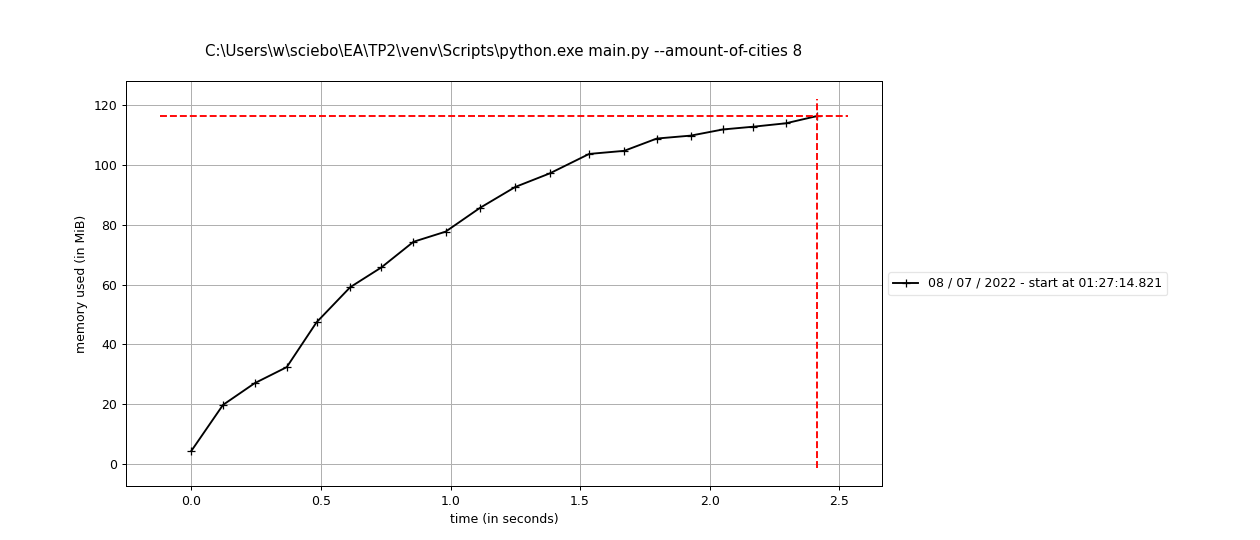 C:\Users\w\sciebo\EA\TP2\venv\Scripts\python.exe main.py --amount-of-cities 8
120
100
80
60
40
20
0
memory used (in MiB)
0.0 0.5 1.0 1.5 2.0 2.5
time (in seconds)
08 / 07 / 2022 - start at 01:27:14.821